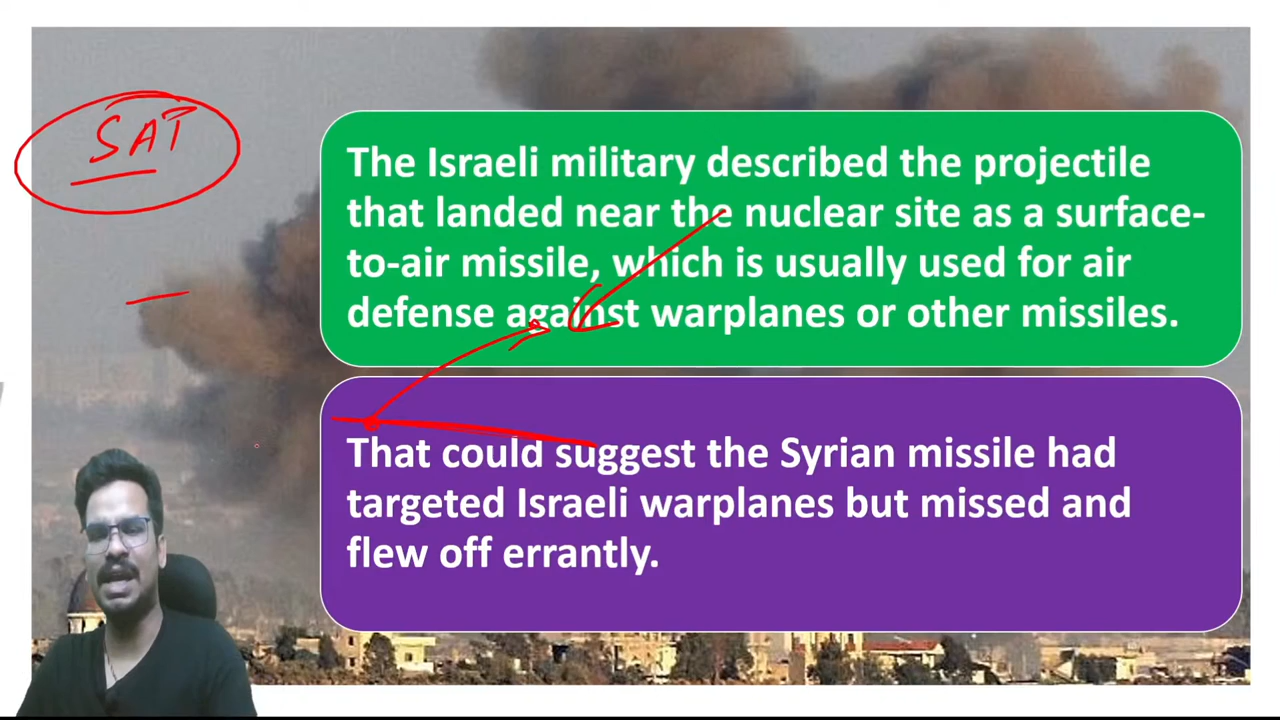 SAT
The Israeli military described the projectile
that landed near the nuclear site as a surface-
to-air missile, which is usually used for air
defense against warplanes or other missiles.
That could suggest the Syrian missile had
targeted Israeli warplanes but missed and
flew off errantly.